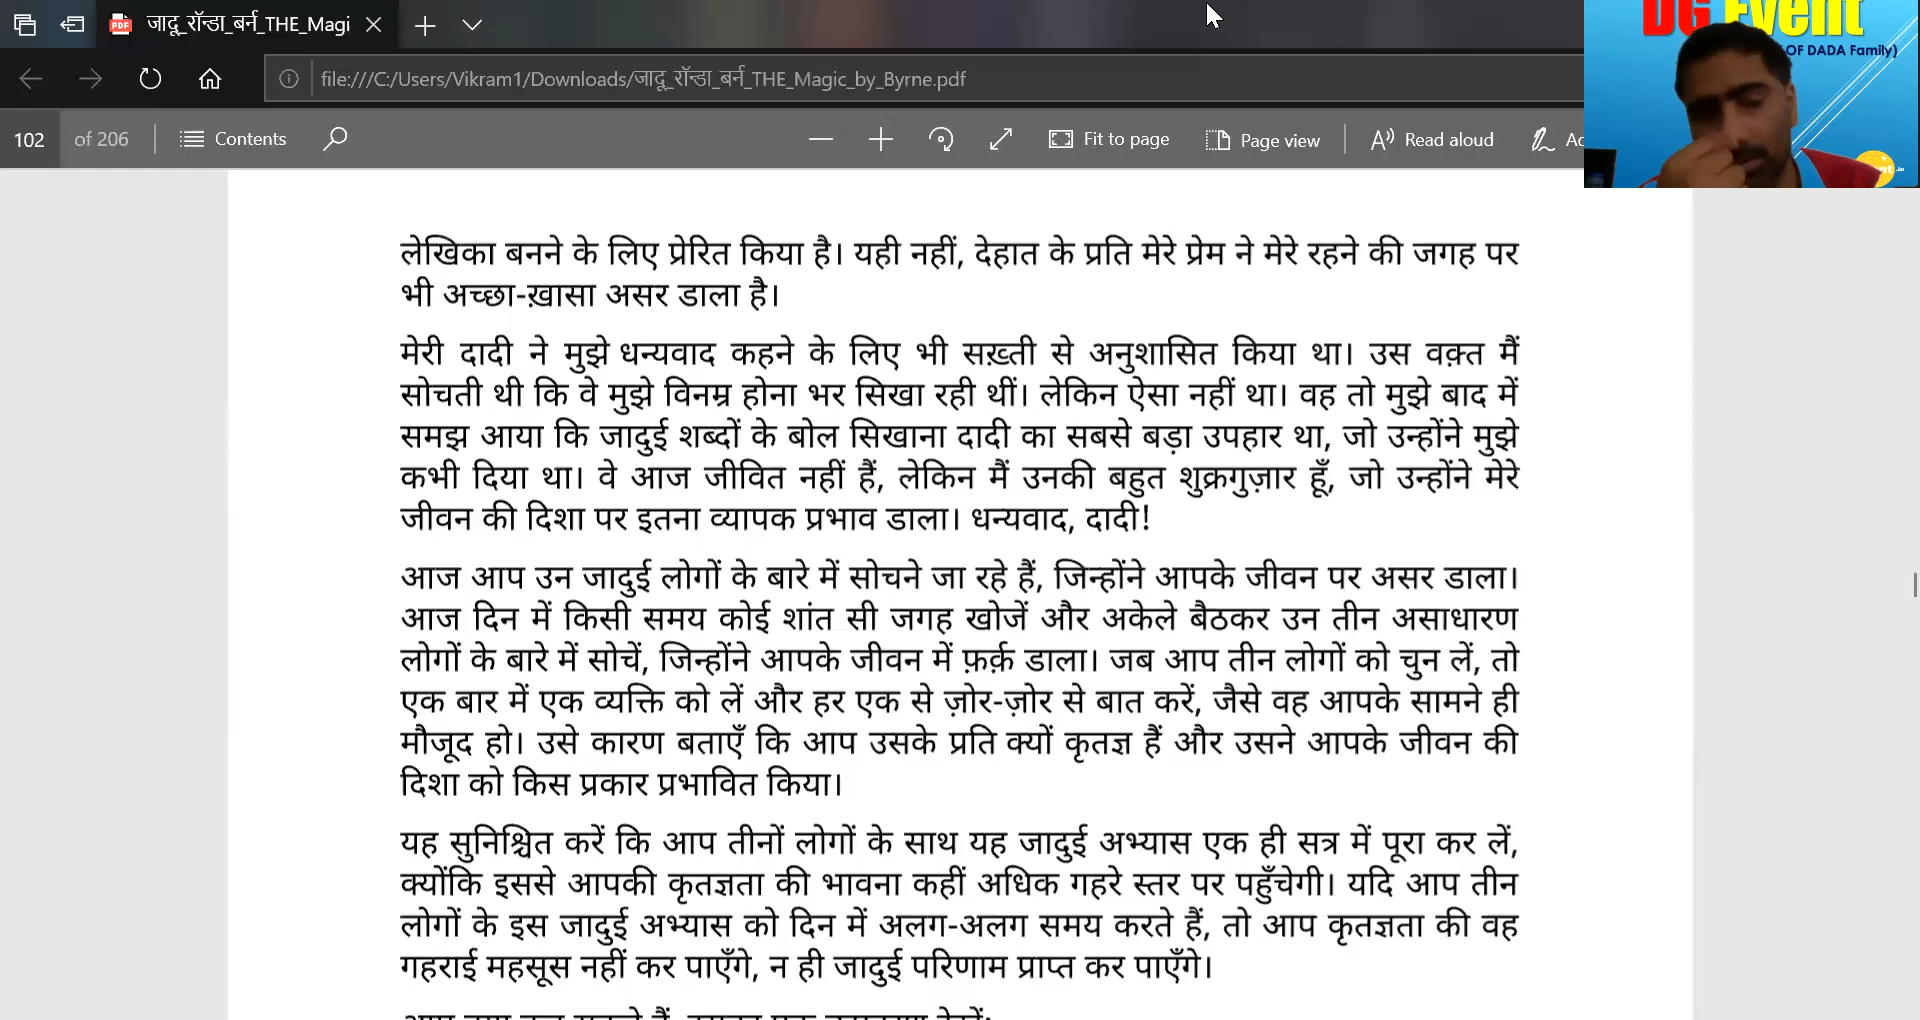 जादू_रॉन्डा_बर्न_THE_Magi
file:///C:/Users/Vikram1/Downloads/जादू_रॉन्डा_बर्न_THE_Magic_by_Byrne.pdf
DG Event
OF DADA Family)
102 of 206 Contents Fit to page Page view Read aloud
लेखिका बनने के लिए प्रेरित किया है। यही नहीं, देहात के प्रति मेरे प्रेम ने मेरे रहने की जगह पर
भी अच्छा-ख़ासा असर डाला है।
मेरी दादी ने मुझे धन्यवाद कहने के लिए भी सख़्ती से अनुशासित किया था। उस वक़्त मैं
सोचती थी कि वे मुझे विनम्र होना भर सिखा रही थीं। लेकिन ऐसा नहीं था। वह तो मुझे बाद में
समझ आया कि जादुई शब्दों के बोल सिखाना दादी का सबसे बड़ा उपहार था, जो उन्होंने मुझे
कभी दिया था। वे आज जीवित नहीं हैं, लेकिन मैं उनकी बहुत शुक्रगुज़ार हूँ, जो उन्होंने मेरे
जीवन की दिशा पर इतना व्यापक प्रभाव डाला। धन्यवाद, दादी!
आज आप उन जादुई लोगों के बारे में सोचने जा रहे हैं, जिन्होंने आपके जीवन पर असर डाला।
आज दिन में किसी समय कोई शांत सी जगह खोजें और अकेले बैठकर उन तीन असाधारण
लोगों के बारे में सोचें, जिन्होंने आपके जीवन में फ़र्क़ डाला। जब आप तीन लोगों को चुन लें, तो
एक बार में एक व्यक्ति को लें और हर एक से ज़ोर-ज़ोर से बात करें, जैसे वह आपके सामने ही
मौजूद हो। उसे कारण बताएँ कि आप उसके प्रति क्यों कृतज्ञ हैं और उसने आपके जीवन की
दिशा को किस प्रकार प्रभावित किया।
यह सुनिश्चित करें कि आप तीनों लोगों के साथ यह जादुई अभ्यास एक ही सत्र में पूरा कर लें,
क्योंकि इससे आपकी कृतज्ञता की भावना कहीं अधिक गहरे स्तर पर पहुँचेगी। यदि आप तीन
लोगों के इस जादुई अभ्यास को दिन में अलग-अलग समय करते हैं, तो आप कृतज्ञता की वह
गहराई महसूस नहीं कर पाएँगे, न ही जादुई परिणाम प्राप्त कर पाएँगे।